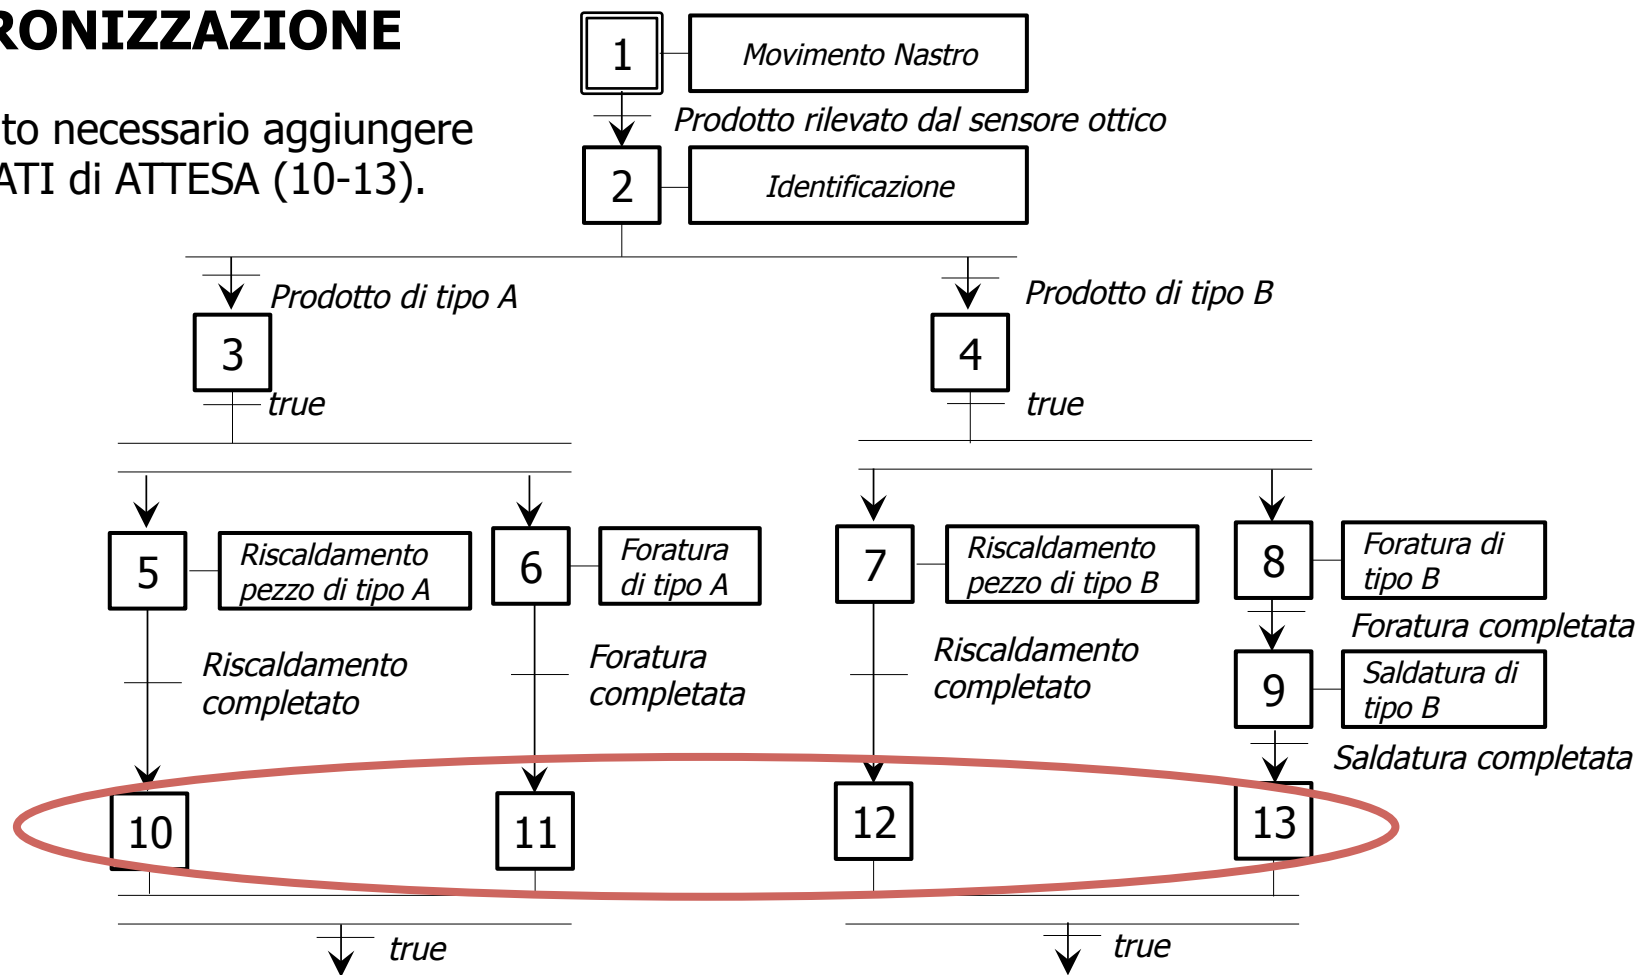 RONIZZAZIONE
to necessario aggiungere
ATI di ATTESA (10-13).
1
Movimento Nastro
Prodotto rilevato dal sensore ottico
2
Identificazione
Prodotto di tipo A
Prodotto di tipo B
3
4
true
true
5
Riscaldamento
pezzo di tipo A
6
Foratura
di tipo A
7
Riscaldamento
pezzo di tipo B
8
Foratura di
tipo B
Foratura completata
Riscaldamento
completato
Foratura
completata
Riscaldamento
completato
9
Saldatura di
tipo B
Saldatura completata
10
11
12
13
true
true